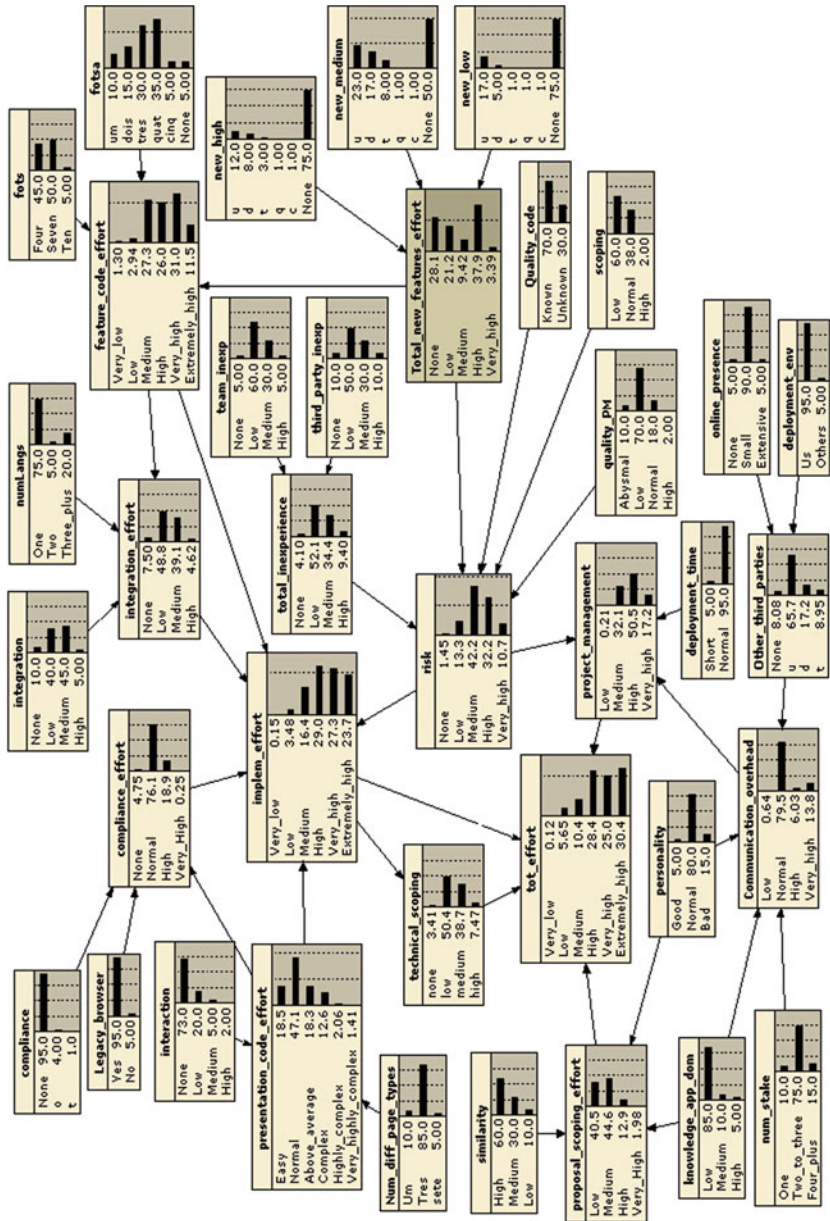 fotsa
um 10.0
dois 15.0
tres 30.0
quat 35.0
cinq 5.00
None 5.00
fots
Four 45.0
Seven 50.0
Ten 5.00
new_medium
u 23.0
d 17.0
t 8.00
q 1.00
c 1.00
None 50.0
new_low
u 17.0
d 5.00
t 1.0
q 1.0
c 1.0
None 75.0
new_high
u 12.0
d 8.00
t 3.00
q 1.00
c 1.00
None 75.0
feature_code_effort
Very_low 1.30
Low 2.94
Medium 27.3
High 26.0
Very_high 31.0
Extremely_high 11.5
Total_new_features_effort
None 28.1
Low 21.2
Medium 9.42
High 37.9
Very_high 3.39
Quality_code
Known 70.0
Unknown 30.0
scoping
Low 60.0
Normal 38.0
High 2.00
numLangs
One 75.0
Two 5.00
Three_plus 20.0
team_inexp
None 5.00
Low 60.0
Medium 30.0
High 5.00
third_party_inexp
None 10.0
Low 50.0
Medium 30.0
High 10.0
quality_PM
Abysmal 10.0
Low 70.0
Normal 18.0
High 2.00
online_presence
None 5.00
Small 90.0
Extensive 5.00
deployment_env
Us 95.0
Others 5.00
integration
None 10.0
Low 40.0
Medium 45.0
High 5.00
integration_effort
None 7.50
Low 48.8
Medium 39.1
High 4.62
total_inexperience
None 4.10
Low 52.1
Medium 34.4
High 9.40
risk
None 1.45
Low 13.3
Medium 42.2
High 32.2
Very_high 10.7
project_management
Low 0.21
Medium 32.1
High 50.5
Very_high 17.2
deployment_time
Short 5.00
Normal 95.0
Other_third_parties
None 8.08
u 65.7
d 17.2
t 8.95
compliance_effort
None 4.75
Normal 76.1
High 18.9
Very_High 0.25
implem_effort
Very_low 0.15
Low 3.48
Medium 16.4
High 29.0
Very_high 27.3
Extremely_high 23.7
technical_scoping
none 3.41
low 50.4
medium 38.7
high 7.47
tot_effort
Very_low 0.12
Low 5.65
Medium 10.4
High 28.4
Very_high 25.0
Extremely_high 30.4
personality
Good 5.00
Normal 80.0
Bad 15.0
Communication_overhead
Low 0.64
Normal 79.5
High 6.03
Very_high 13.8
compliance
None 95.0
o 4.00
t 1.0
Legacy_browser
Yes 95.0
No 5.00
interaction
None 73.0
Low 20.0
Medium 5.00
High 2.00
presentation_code_effort
Easy 18.5
Normal 47.1
Above_average 18.3
Complex 12.6
Highly_complex 2.06
Very_highly_complex 1.41
Num_diff_page_types
Um 10.0
Tres 85.0
sete 5.00
similarity
High 60.0
Medium 30.0
Low 10.0
proposal_scoping_effort
Low 40.5
Medium 44.6
High 12.9
Very_High 1.98
knowledge_app_dom
Low 85.0
Medium 10.0
High 5.00
num_stake
One 10.0
Two_to_three 75.0
Four_plus 15.0